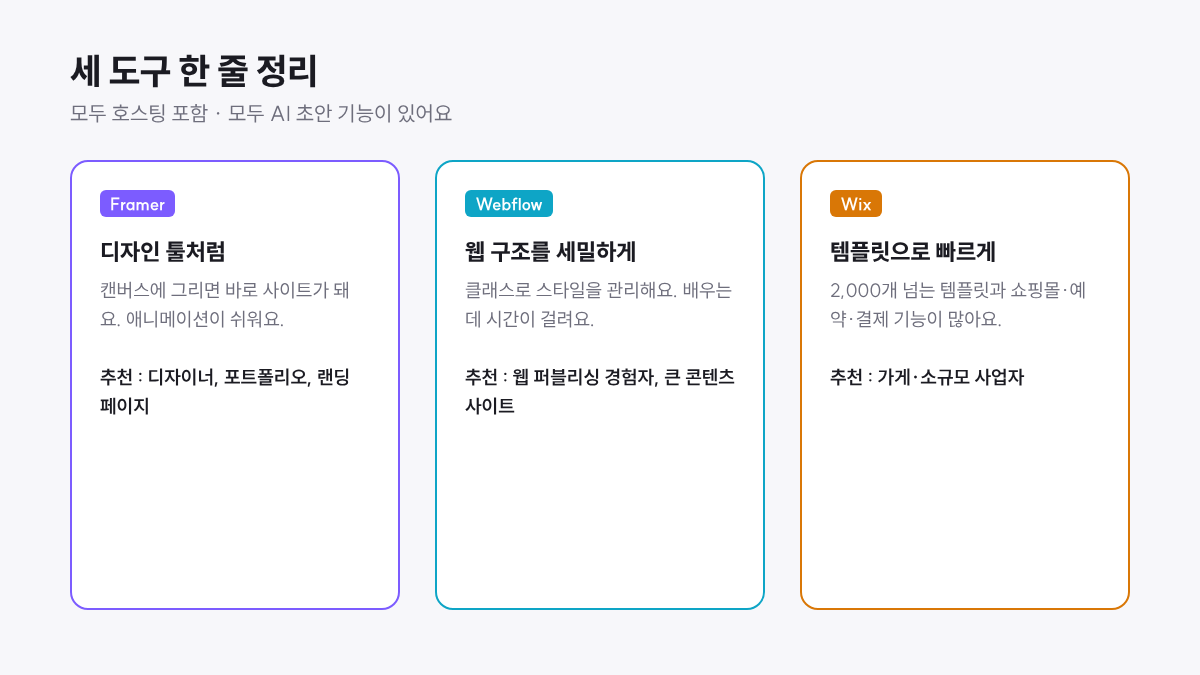 세 도구 한 줄 정리
모두 호스팅 포함 · 모두 AI 초안 기능이 있어요
Framer
디자인 툴처럼
캔버스에 그리면 바로 사이트가 돼
요. 애니메이션이 쉬워요.
추천 : 디자이너, 포트폴리오, 랜딩
페이지
Webflow
웹 구조를 세밀하게
클래스로 스타일을 관리해요. 배우는
데 시간이 걸려요.
추천 : 웹 퍼블리싱 경험자, 큰 콘텐츠
사이트
Wix
템플릿으로 빠르게
2,000개 넘는 템플릿과 쇼핑몰·예
약·결제 기능이 많아요.
추천 : 가게·소규모 사업자